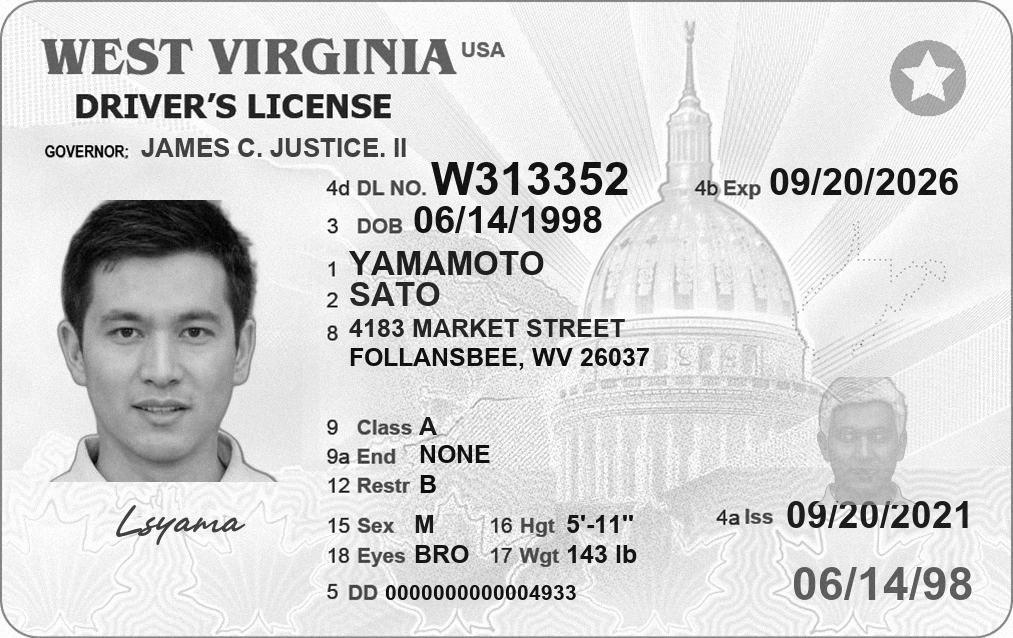 WEST VIRGINIA USA
DRIVER'S LICENSE
GOVERNOR: JAMES C. JUSTICE. II
4d DL NO. W313352 4b Exp 09/20/2026
3 DOB 06/14/1998
1 YAMAMOTO
2 SATO
8 4183 MARKET STREET
FOLLANSBEE, WV 26037
9 Class A
9a End NONE
12 Restr B
Lsyama
15 Sex M 16 Hgt 5'-11" 4a Iss 09/20/2021
18 Eyes BRO 17 Wgt 143 lb
5 DD 0000000000004933
06/14/98